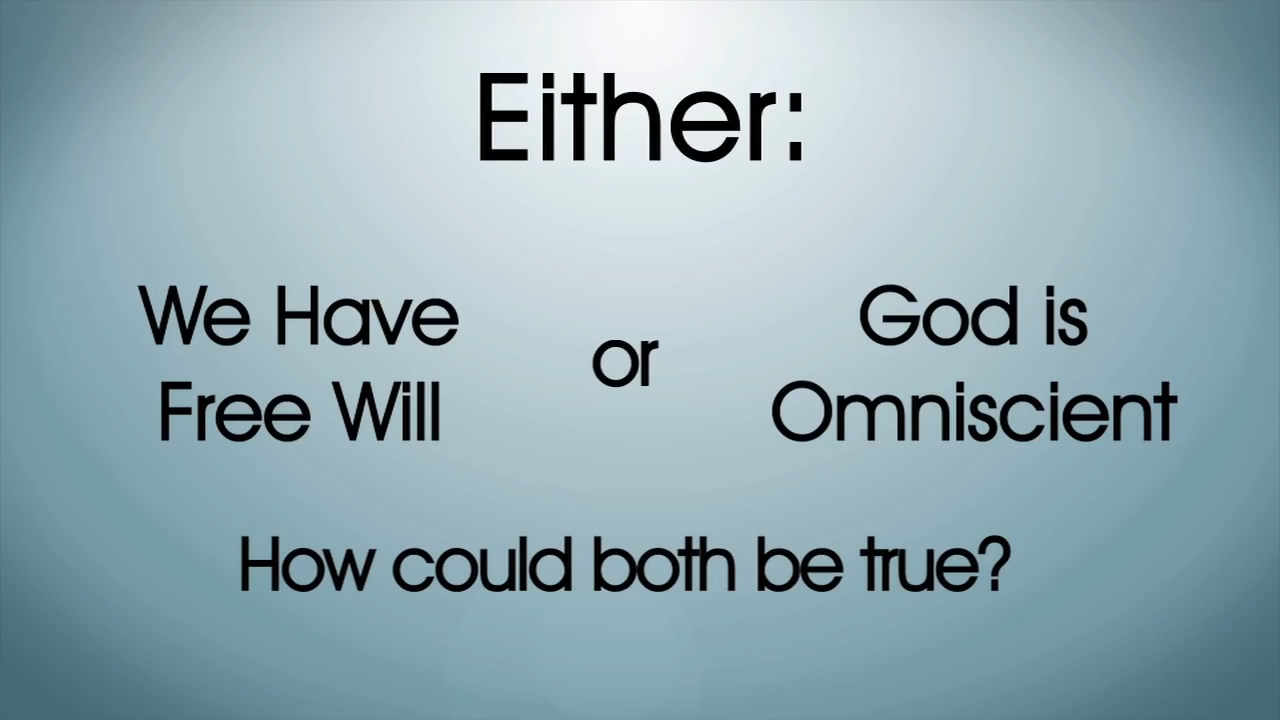 Either:
We Have
Free Will
or
God is
Omniscient
How could both be true?